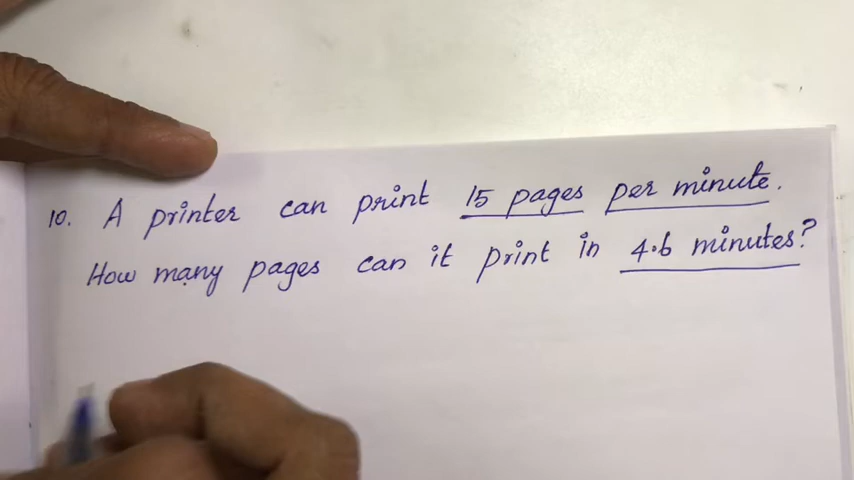 10. A printer can print 15 pages per minute.
How many pages can it print in 4.6 minutes?